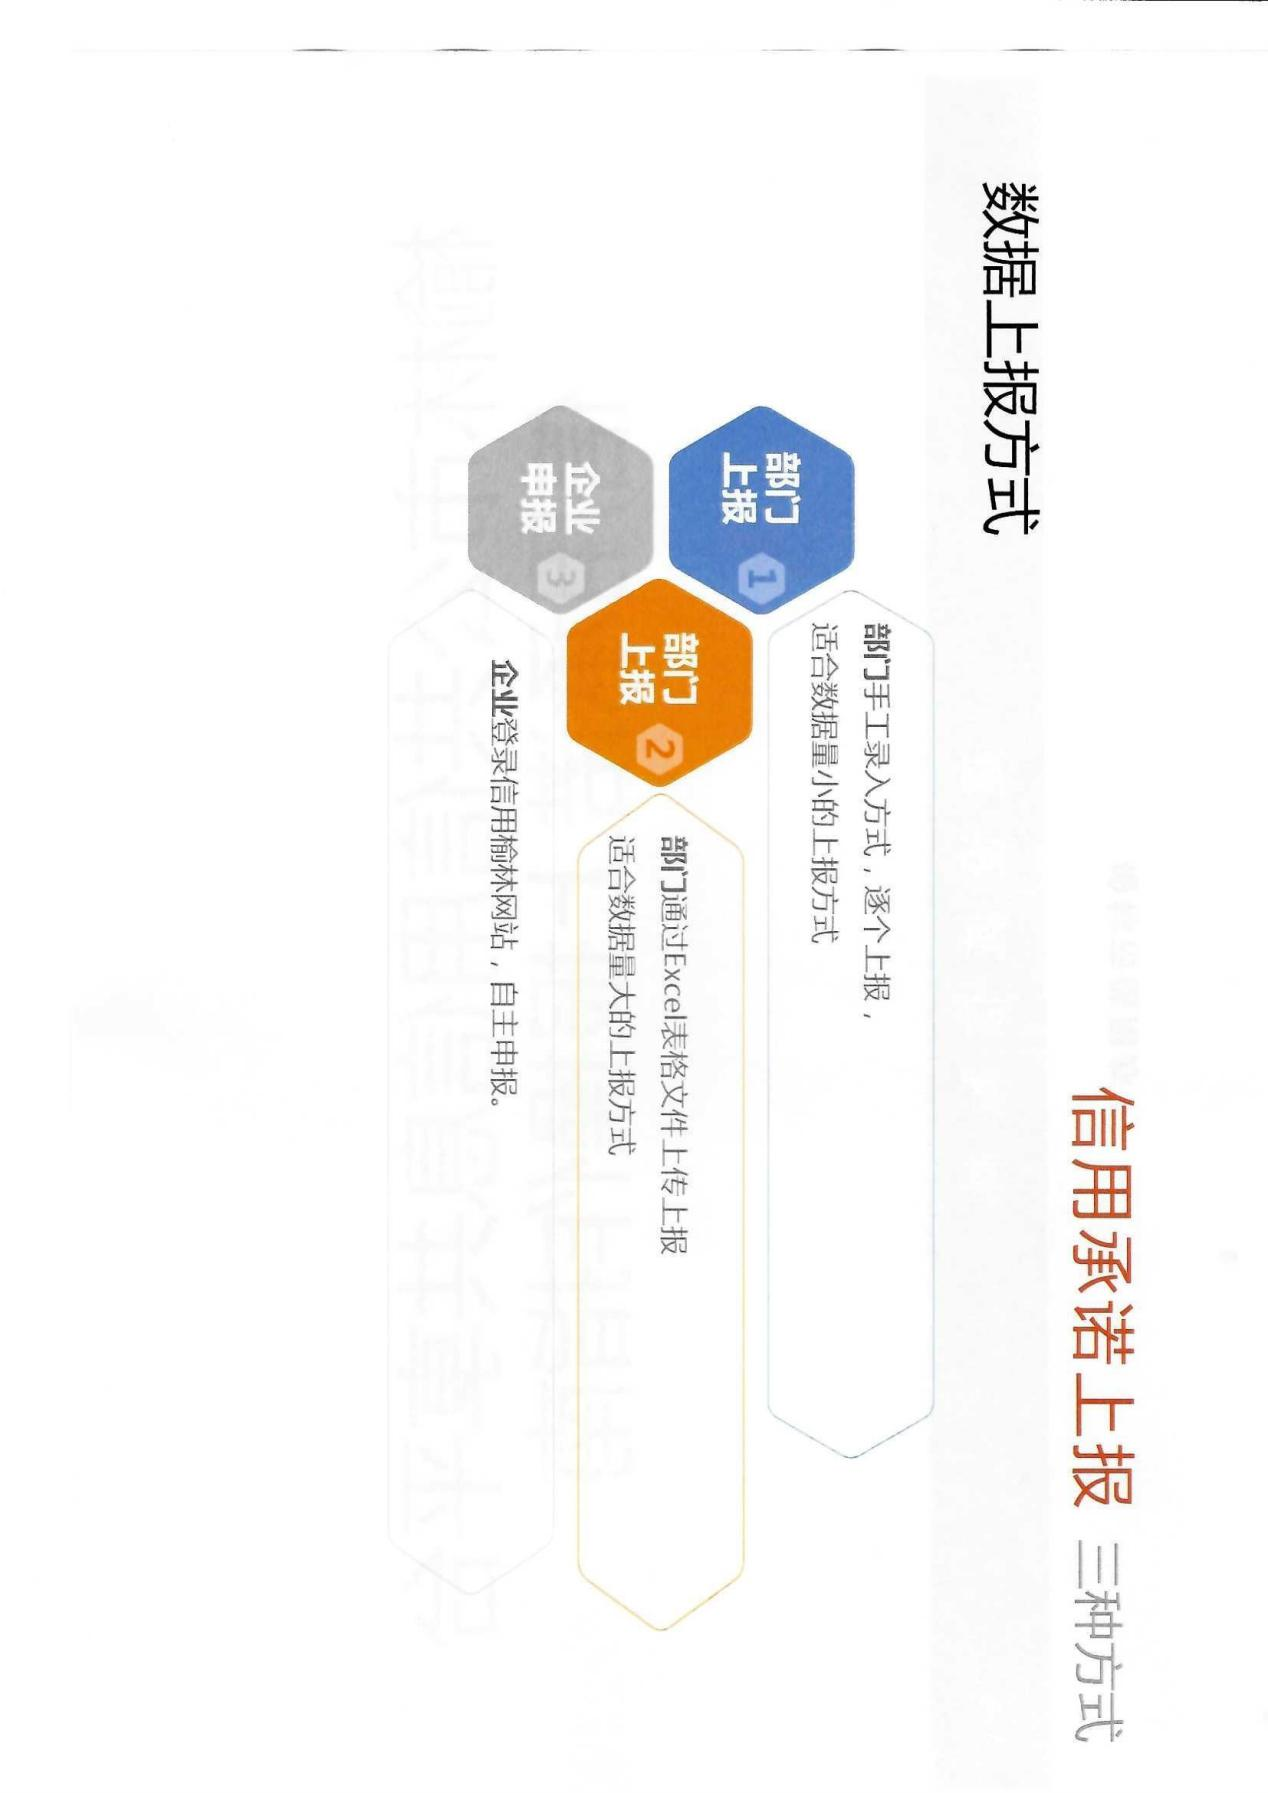 信用承诺上报 三种方式
数据上报方式
部门
上报
1
部门手工录入方式，逐个上报，
适合数据量小的上报方式
部门
上报
2
部门通过Excel表格文件上传上报
适合数据量大的上报方式
企业
申报
3
企业登录信用榆林网站，自主申报。